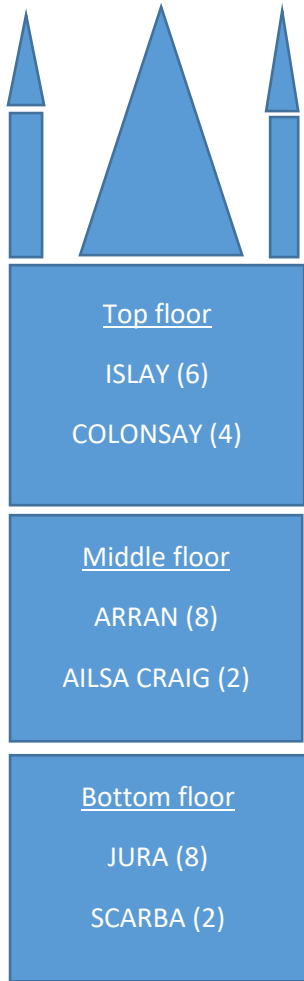 Top floor
ISLAY (6)
COLONSAY (4)
Middle floor
ARRAN (8)
AILSA CRAIG (2)
Bottom floor
JURA (8)
SCARBA (2)